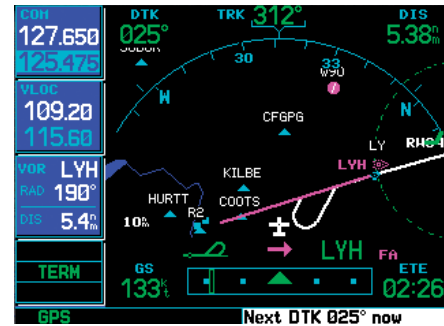 COM
127.650
125.475
VLOC
109.20
115.60
VOR LYH
RAD 190°
DIS 5.4nm
TERM
GPS
DTK 025°
TRK 312°
DIS 5.38nm
30
33
W90
W
N
CFGPG
LY
LYH
KILBE
HURTT
COOTS
R2
10nm
LYH
FA
GS 133kt
ETE 02:26
Next DTK 025° now